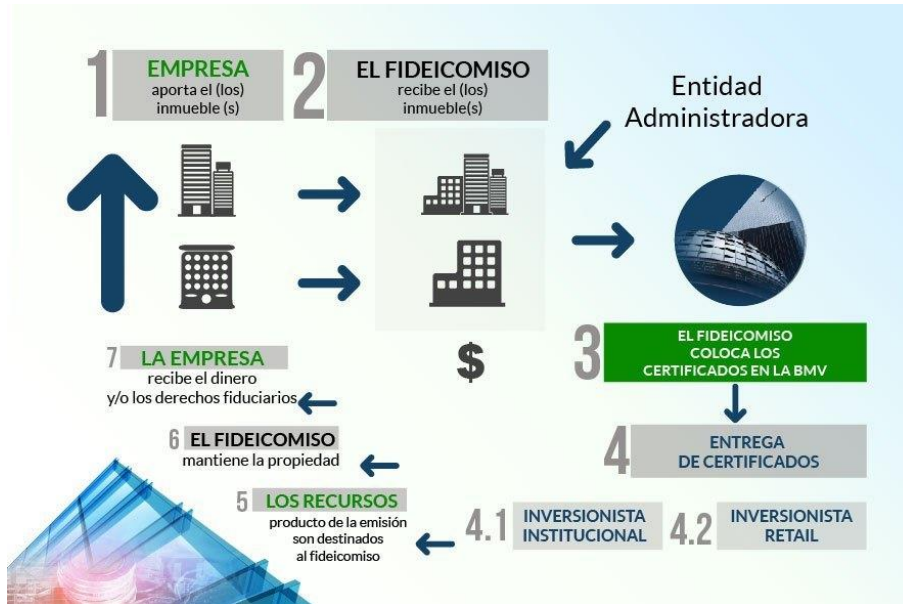 1
EMPRESA
aporta el (los)
inmueble (s)
2
EL FIDEICOMISO
recibe el (los)
inmueble(s)
Entidad
Administradora
$
3
EL FIDEICOMISO
COLOCA LOS
CERTIFICADOS EN LA BMV
4
ENTREGA
DE CERTIFICADOS
4.1
INVERSIONISTA
INSTITUCIONAL
4.2
INVERSIONISTA
RETAIL
5
LOS RECURSOS
producto de la emisión
son destinados
al fideicomiso
6
EL FIDEICOMISO
mantiene la propiedad
7
LA EMPRESA
recibe el dinero
y/o los derechos fiduciarios